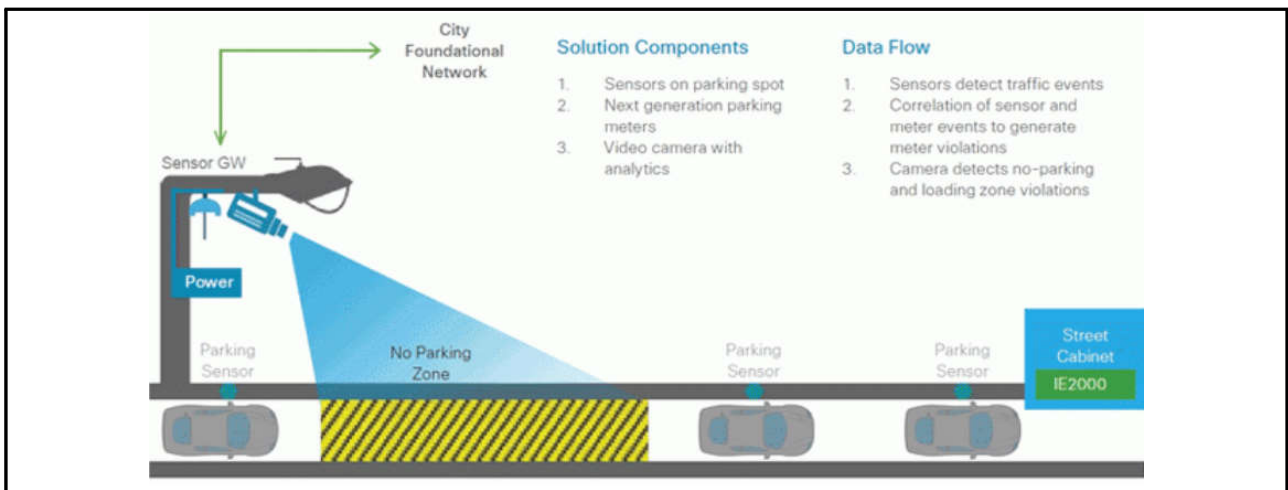 City
Foundational
Network
Solution Components
1. Sensors on parking spot
2. Next generation parking
meters
3. Video camera with
analytics
Data Flow
1. Sensors detect traffic events
2. Correlation of sensor and
meter events to generate
meter violations
3. Camera detects no-parking
and loading zone violations
Sensor GW
Power
Parking
Sensor
No Parking
Zone
Parking
Sensor
Parking
Sensor
Street
Cabinet
IE2000